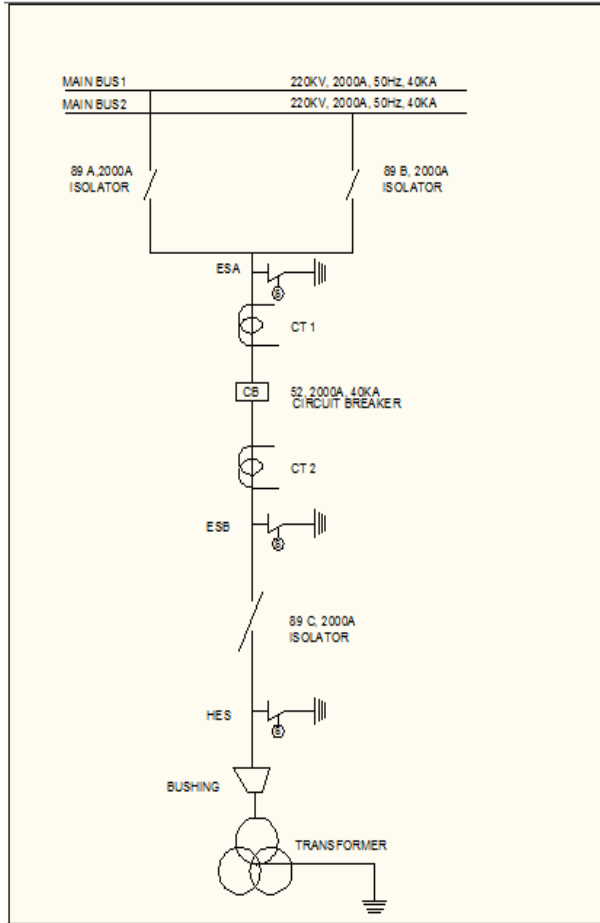 MAIN BUS1 220KV, 2000A, 50Hz, 40KA
MAIN BUS2 220KV, 2000A, 50Hz, 40KA
89 A,2000A
ISOLATOR
89 B, 2000A
ISOLATOR
ESA
S
CT 1
CB
52, 2000A, 40KA
CIRCUIT BREAKER
CT 2
ESB
S
89 C, 2000A
ISOLATOR
HES
S
BUSHING
TRANSFORMER